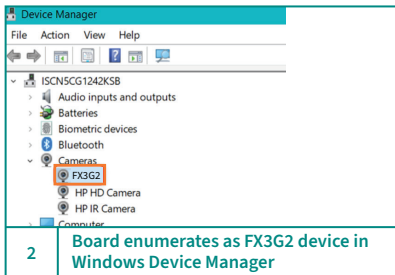 Device Manager
File Action View Help
ISCN5CG1242KSB
Audio inputs and outputs
Batteries
Biometric devices
Bluetooth
Cameras
FX3G2
HP HD Camera
HP IR Camera
Computer
2
Board enumerates as FX3G2 device in
Windows Device Manager